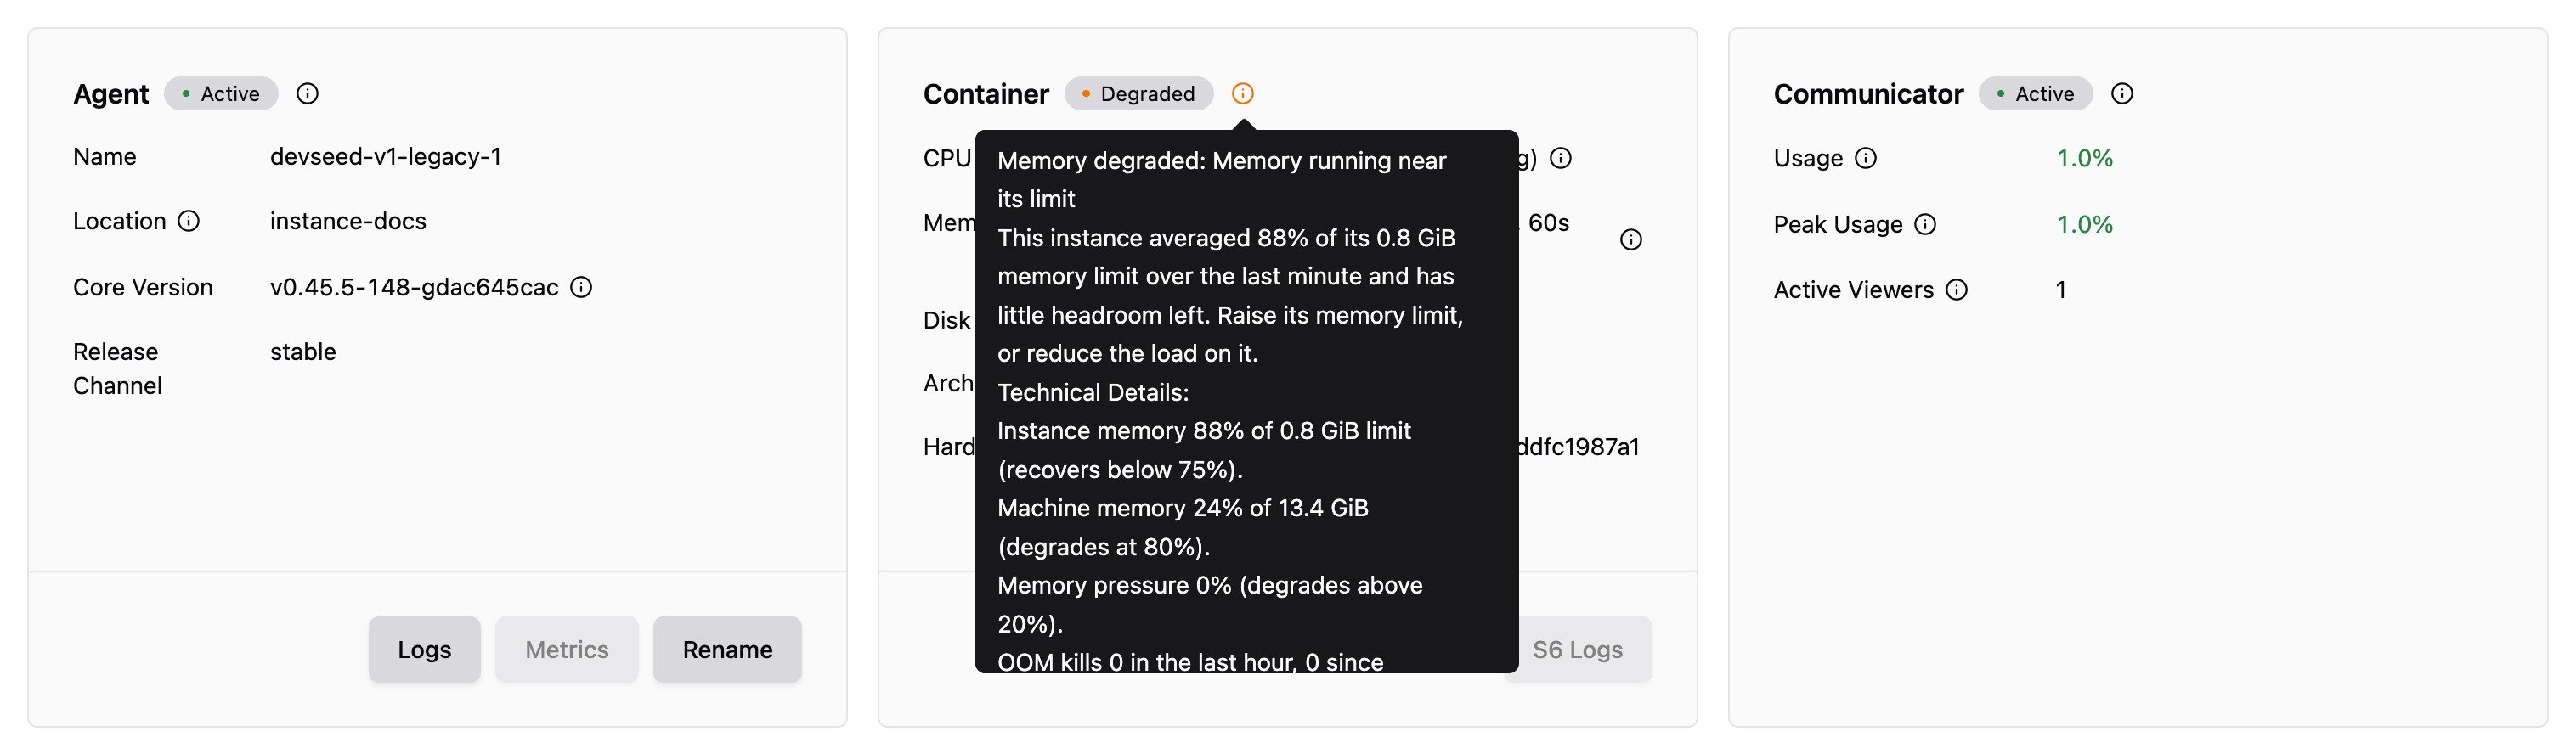 Agent Active
Name devseed-v1-legacy-1
Location instance-docs
Core Version v0.45.5-148-gdac645cac
Release stable
Channel
Logs Metrics Rename
Container Degraded
CPU g)
Mem 60s
Disk
Arch
Hard ddfc1987a1
Memory degraded: Memory running near
its limit
This instance averaged 88% of its 0.8 GiB
memory limit over the last minute and has
little headroom left. Raise its memory limit,
or reduce the load on it.
Technical Details:
Instance memory 88% of 0.8 GiB limit
(recovers below 75%).
Machine memory 24% of 13.4 GiB
(degrades at 80%).
Memory pressure 0% (degrades above
20%).
OOM kills 0 in the last hour, 0 since
S6 Logs
Communicator Active
Usage 1.0%
Peak Usage 1.0%
Active Viewers 1